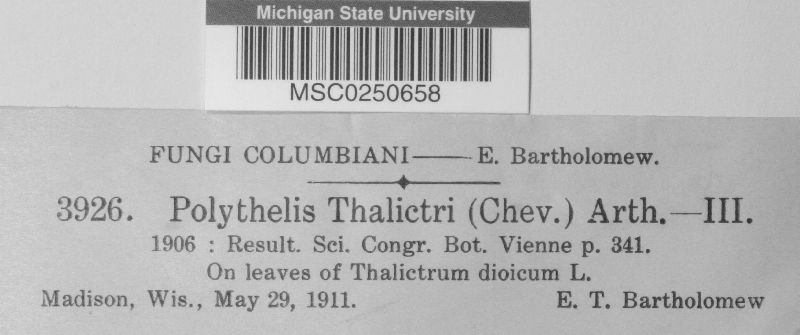 Michigan State University
MSC0250658
FUNGI COLUMBIANI—E. Bartholomew.
3926. Polythelis Thalictri (Chev.) Arth.—III.
1906 : Result. Sci. Congr. Bot. Vienne p. 341.
On leaves of Thalictrum dioicum L.
Madison, Wis., May 29, 1911. E. T. Bartholomew